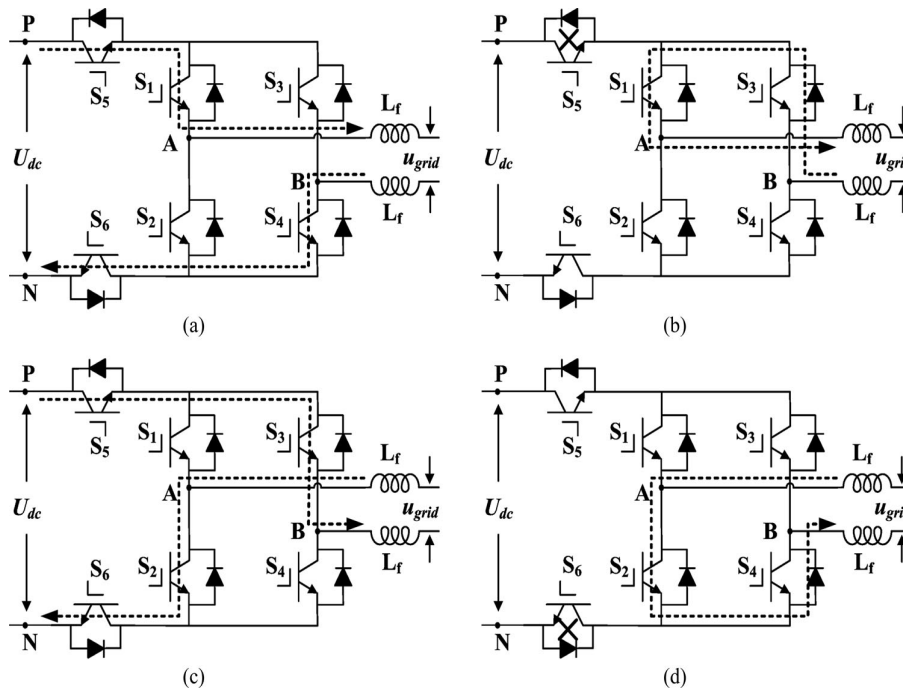 P
S5
S1
S3
Lf
A
Udc
ugrid
B
S6
S2
S4
Lf
N
(a)
P
S5
S1
S3
Lf
A
Udc
ugrid
B
S6
S2
S4
Lf
N
(b)
P
S5
S1
S3
Lf
A
Udc
ugrid
B
S6
S2
S4
Lf
N
(c)
P
S5
S1
S3
Lf
A
Udc
ugrid
B
S6
S2
S4
Lf
N
(d)